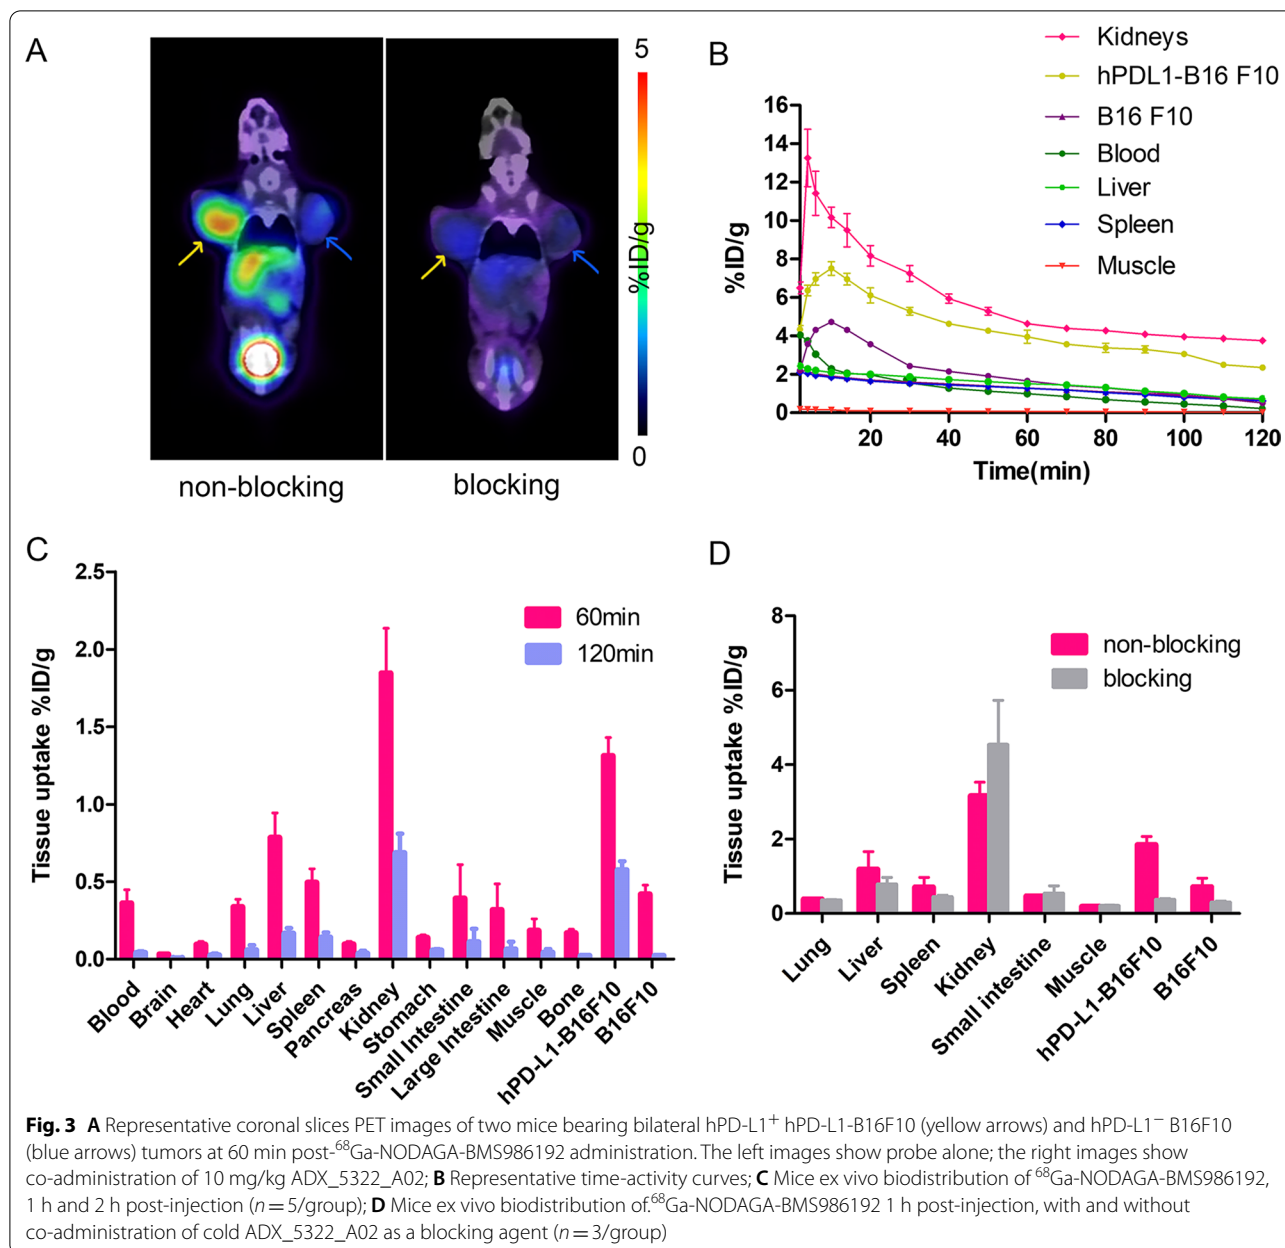 A
5
%ID/g
0
non-blocking
blocking
B
Kidneys
hPDL1-B16 F10
B16 F10
Blood
Liver
Spleen
Muscle
%ID/g
16
14
12
10
8
6
4
2
0
20
40
60
80
100
120
Time(min)
C
Tissue uptake %ID/g
2.5
2.0
1.5
1.0
0.5
0.0
60min
120min
Blood
Brain
Heart
Lung
Liver
Spleen
Pancreas
Kidney
Stomach
Small Intestine
Large Intestine
Muscle
Bone
hPD-L1-B16F10
B16F10
D
Tissue uptake %ID/g
8
6
4
2
0
non-blocking
blocking
Lung
Liver
Spleen
Kidney
Small intestine
Muscle
hPD-L1-B16F10
B16F10
Fig. 3 A Representative coronal slices PET images of two mice bearing bilateral hPD-L1⁺ hPD-L1-B16F10 (yellow arrows) and hPD-L1⁻ B16F10
(blue arrows) tumors at 60 min post-⁶⁸Ga-NODAGA-BMS986192 administration. The left images show probe alone; the right images show
co-administration of 10 mg/kg ADX_5322_A02; B Representative time-activity curves; C Mice ex vivo biodistribution of ⁶⁸Ga-NODAGA-BMS986192,
1 h and 2 h post-injection (n = 5/group); D Mice ex vivo biodistribution of.⁶⁸Ga-NODAGA-BMS986192 1 h post-injection, with and without
co-administration of cold ADX_5322_A02 as a blocking agent (n = 3/group)